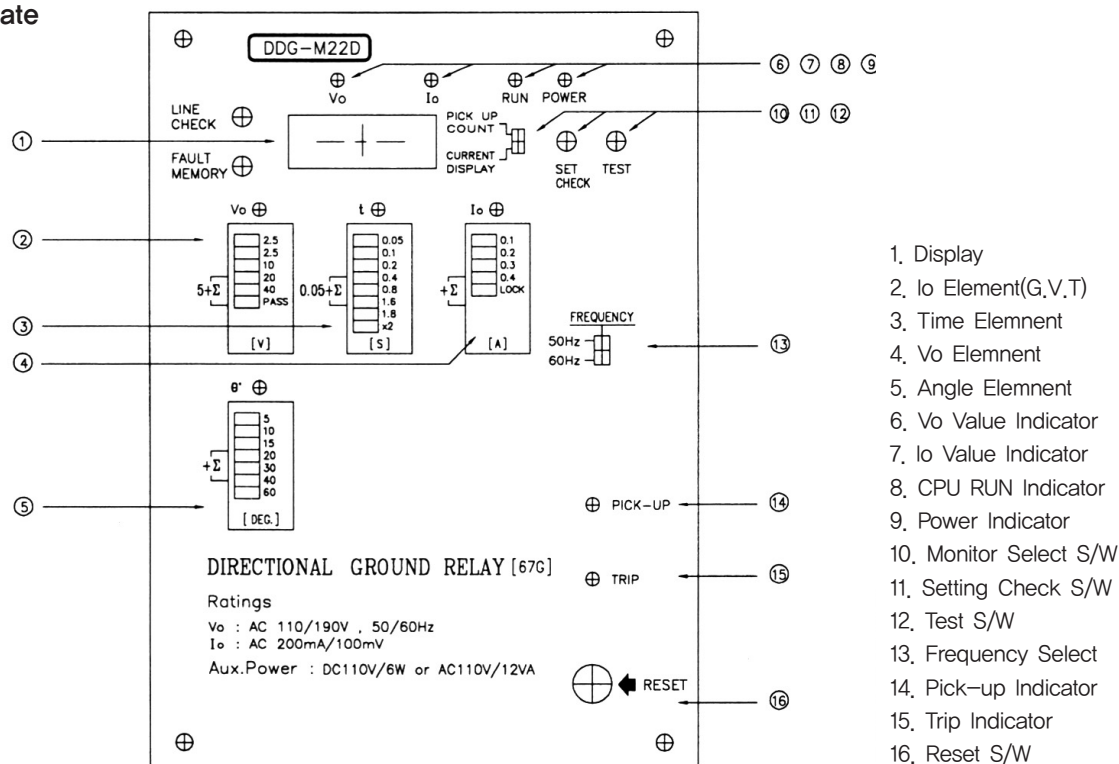 ate
DDG-M22D
Vo Io RUN POWER
⑥ ⑦ ⑧ ⑨
LINE
CHECK
PICK UP
COUNT
⑩ ⑪ ⑫
①
FAULT
MEMORY
CURRENT
DISPLAY
SET
CHECK
TEST
Vo t Io
②
2.5
2.5
10
20
40
PASS
5+Σ
[V]
0.05
0.1
0.2
0.4
0.8
1.6
1.8
x2
0.05+Σ
[S]
0.1
0.2
0.3
0.4
LOCK
+Σ
[A]
③
④
FREQUENCY
50Hz
60Hz
⑬
θ°
5
10
15
20
30
40
60
+Σ
[DEG.]
⑤
PICK-UP
⑭
DIRECTIONAL GROUND RELAY [67G]
TRIP
⑮
Ratings
Vo : AC 110/190V , 50/60Hz
Io : AC 200mA/100mV
Aux.Power : DC110V/6W or AC110V/12VA
RESET
⑯
1. Display
2. Io Element(G.V.T)
3. Time Elemnent
4. Vo Elemnent
5. Angle Elemnent
6. Vo Value Indicator
7. Io Value Indicator
8. CPU RUN Indicator
9. Power Indicator
10. Monitor Select S/W
11. Setting Check S/W
12. Test S/W
13. Frequency Select
14. Pick-up Indicator
15. Trip Indicator
16. Reset S/W